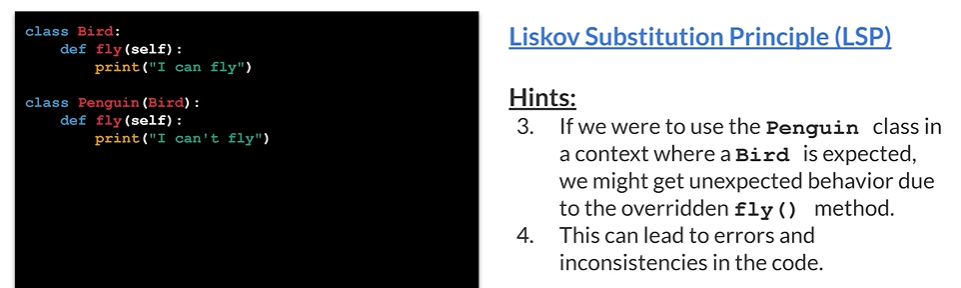 class Bird:
    def fly(self):
        print("I can fly")
class Penguin(Bird):
    def fly(self):
        print("I can't fly")
Liskov Substitution Principle (LSP)
Hints:
3. If we were to use the Penguin class in
a context where a Bird is expected,
we might get unexpected behavior due
to the overridden fly() method.
4. This can lead to errors and
inconsistencies in the code.